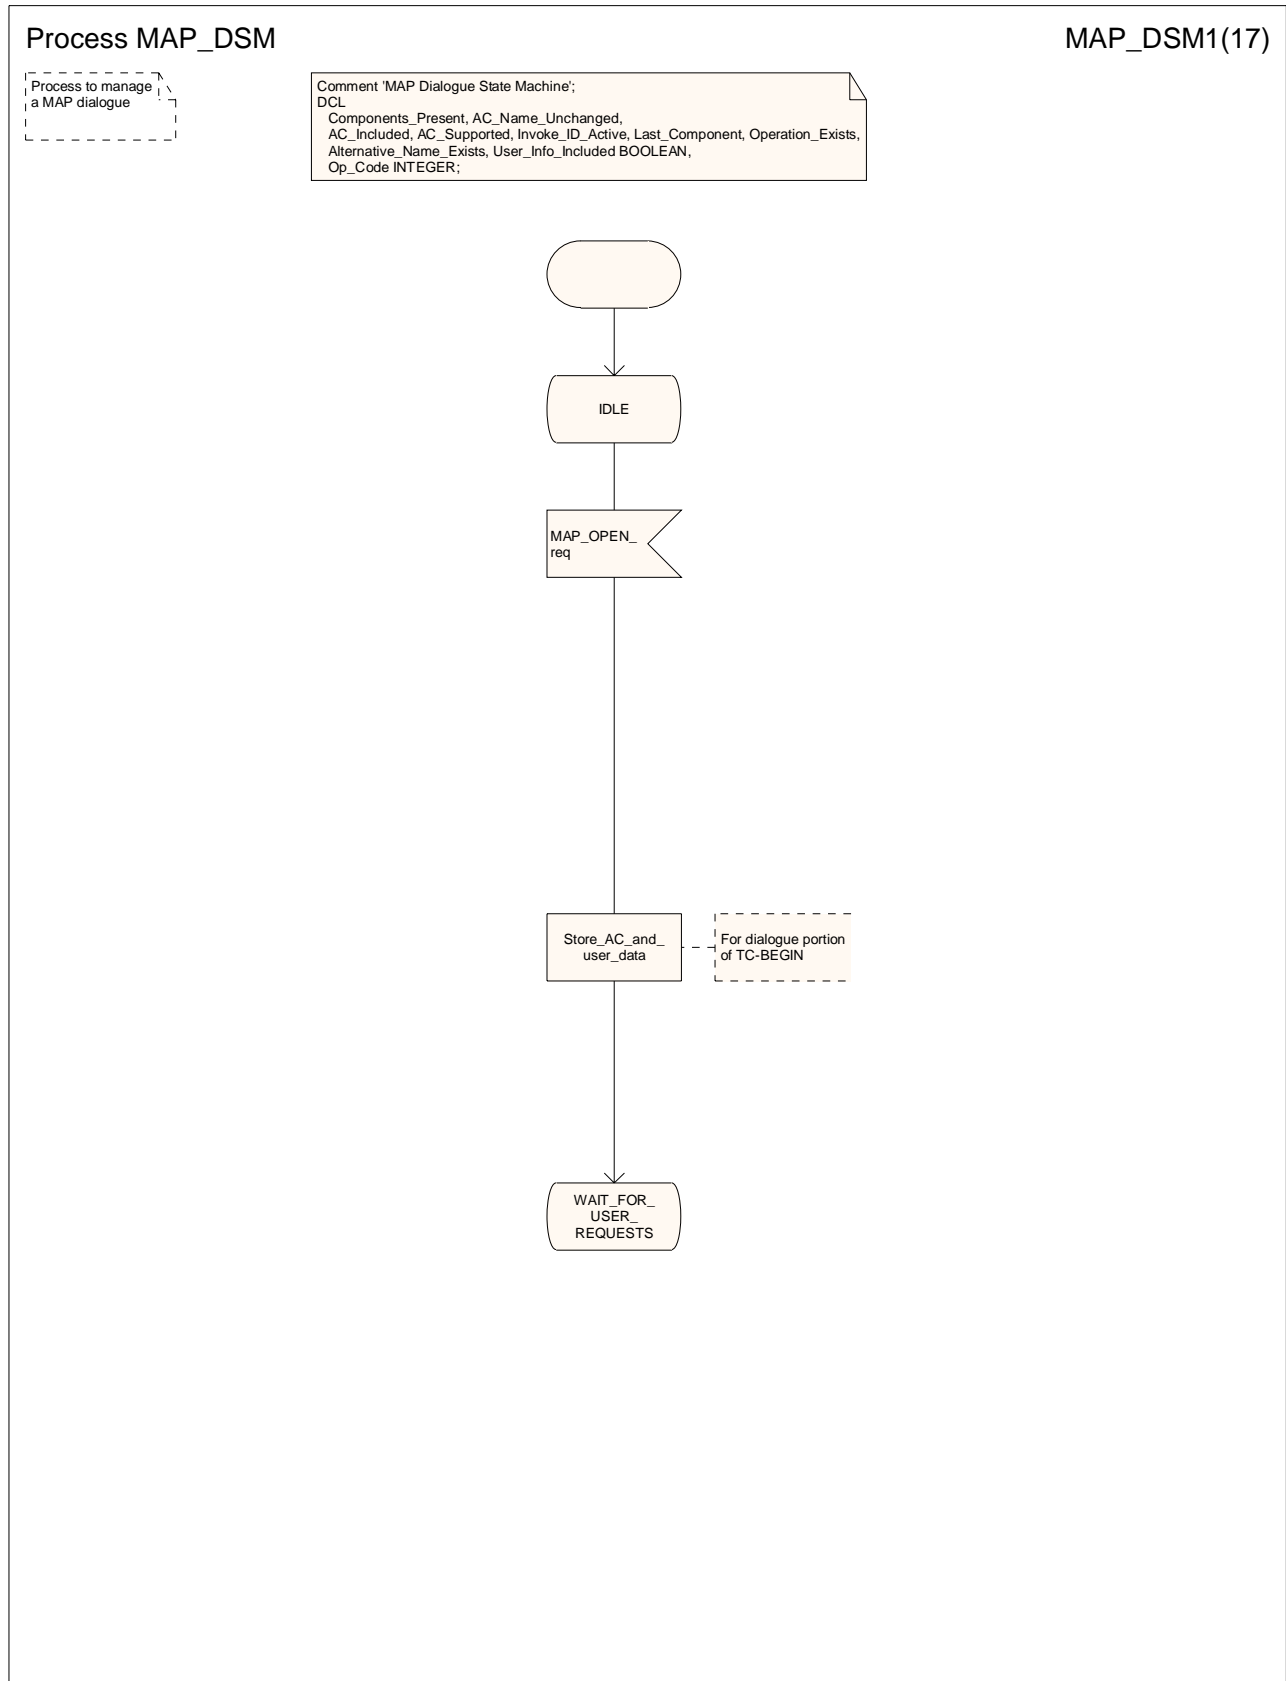 Process MAP_DSM
MAP_DSM1(17)
Process to manage
a MAP dialogue
Comment 'MAP Dialogue State Machine';
DCL
Components_Present, AC_Name_Unchanged,
AC_Included, AC_Supported, Invoke_ID_Active, Last_Component, Operation_Exists,
Alternative_Name_Exists, User_Info_Included BOOLEAN,
Op_Code INTEGER;
IDLE
MAP_OPEN_
req
Store_AC_and_
user_data
For dialogue portion
of TC-BEGIN
WAIT_FOR_
USER_
REQUESTS